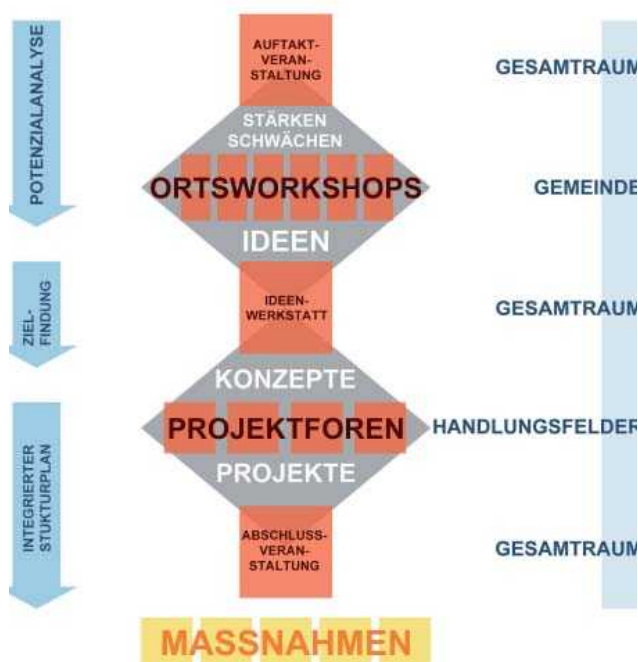 POTENZIALANALYSE
AUFTAKT-
VERAN-
STALTUNG
GESAMTRAUM
STÄRKEN
SCHWÄCHEN
ORTSWORKSHOPS
GEMEINDE
IDEEN
ZIEL-
FINDUNG
IDEEN-
WERKSTATT
GESAMTRAUM
KONZEPTE
PROJEKTFOREN
HANDLUNGSFELDER
PROJEKTE
INTEGRIERTER
STUKTURPLAN
ABSCHLUSS-
VERAN-
STALTUNG
GESAMTRAUM
MASSNAHMEN